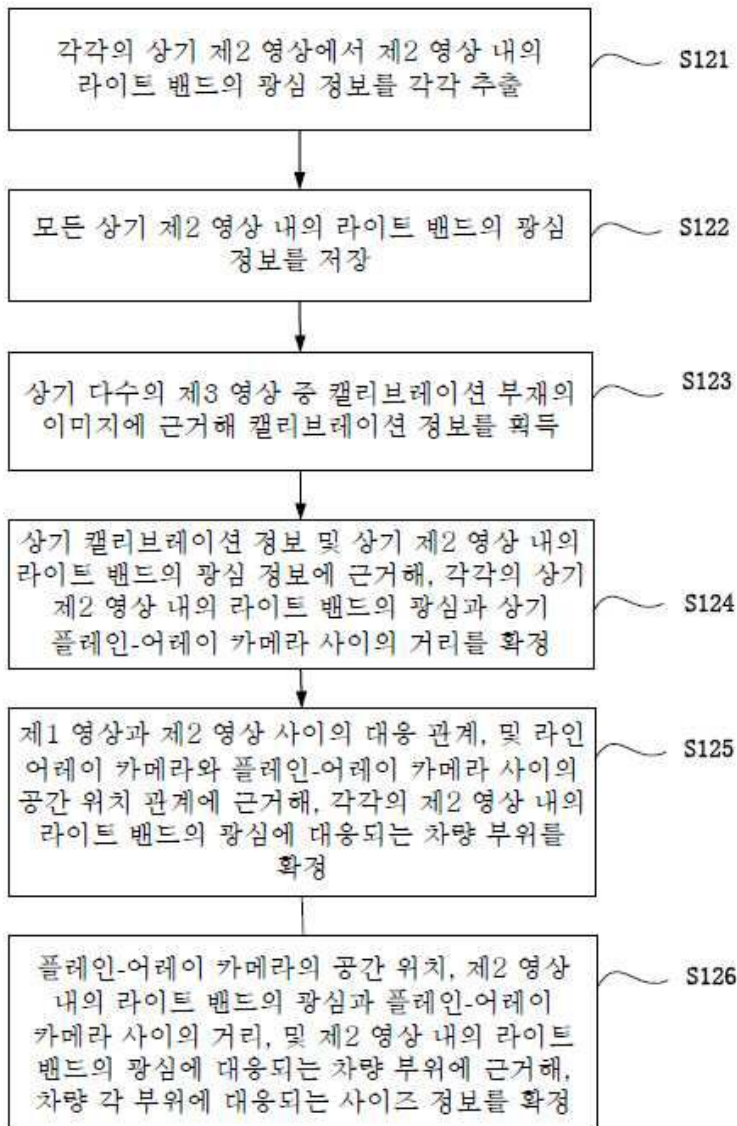 각각의 상기 제2 영상에서 제2 영상 내의
라이트 밴드의 광심 정보를 각각 추출
S121
모든 상기 제2 영상 내의 라이트 밴드의 광심
정보를 저장
S122
상기 다수의 제3 영상 중 캘리브레이션 부재의
이미지에 근거해 캘리브레이션 정보를 획득
S123
상기 캘리브레이션 정보 및 상기 제2 영상 내의
라이트 밴드의 광심 정보에 근거해, 각각의 상기
제2 영상 내의 라이트 밴드의 광심과 상기
플레인-어레이 카메라 사이의 거리를 확정
S124
제1 영상과 제2 영상 사이의 대응 관계, 및 라인
어레이 카메라와 플레인-어레이 카메라 사이의
공간 위치 관계에 근거해, 각각의 제2 영상 내의
라이트 밴드의 광심에 대응되는 차량 부위를
확정
S125
플레인-어레이 카메라의 공간 위치, 제2 영상
내의 라이트 밴드의 광심과 플레인-어레이
카메라 사이의 거리, 및 제2 영상 내의 라이트
밴드의 광심에 대응되는 차량 부위에 근거해,
차량 각 부위에 대응되는 사이즈 정보를 확정
S126